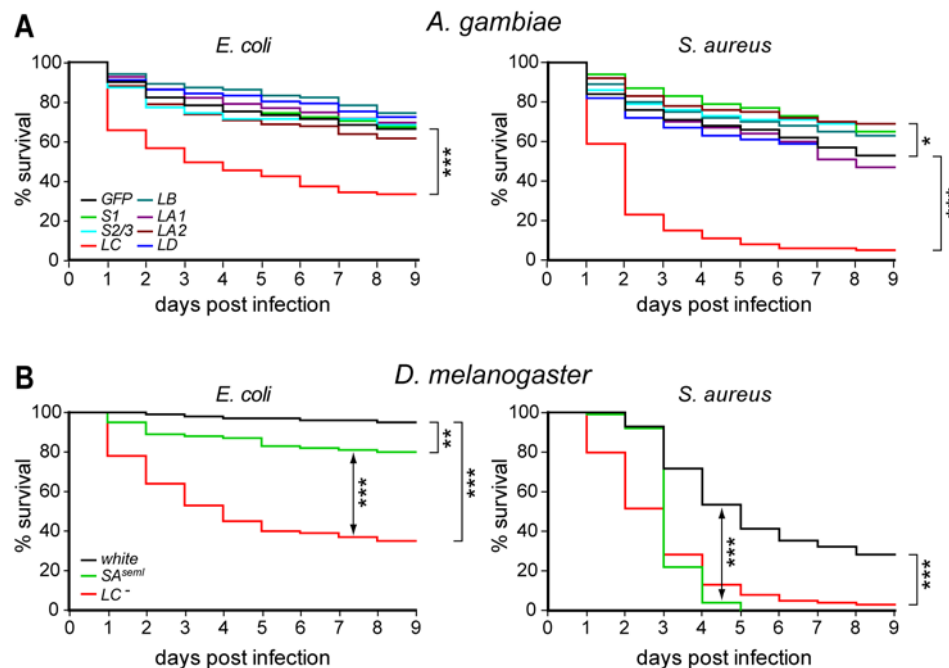 A
A. gambiae
E. coli
S. aureus
% survival
100
80
60
40
20
0
GFP
S1
S2/3
LC
LB
LA1
LA2
LD
***
0 1 2 3 4 5 6 7 8 9
days post infection
% survival
100
80
60
40
20
0
*
***
0 1 2 3 4 5 6 7 8 9
days post infection
B
D. melanogaster
E. coli
S. aureus
% survival
100
80
60
40
20
0
white
SAsemi
LC-
**
***
***
0 1 2 3 4 5 6 7 8 9
days post infection
% survival
100
80
60
40
20
0
***
***
0 1 2 3 4 5 6 7 8 9
days post infection